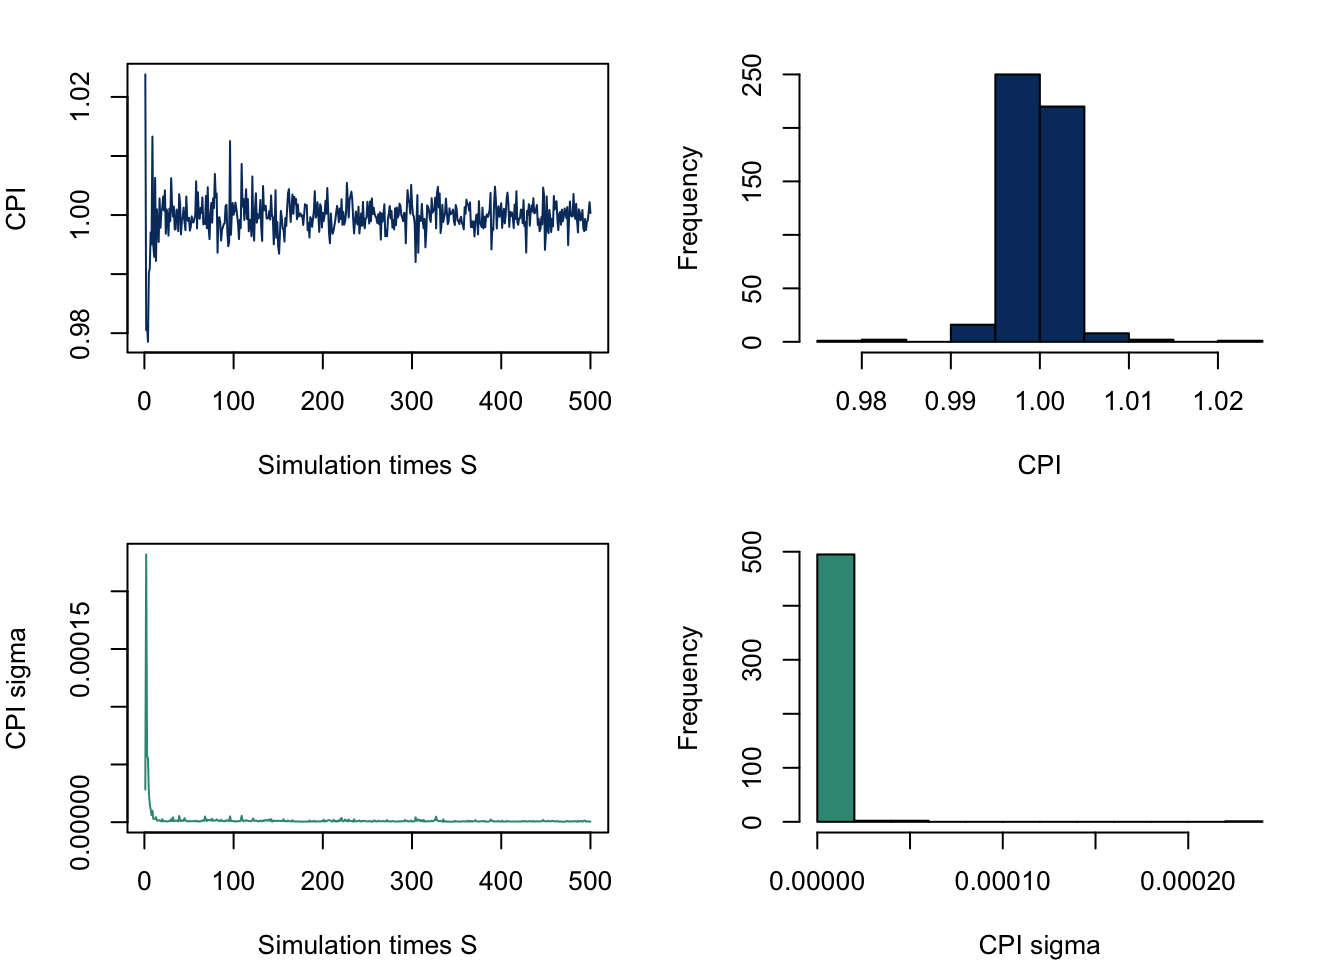 CPI
0.98 1.00 1.02
0 100 200 300 400 500
Simulation times S
Frequency
0 50 150 250
0.98 0.99 1.00 1.01 1.02
CPI
CPI sigma
0.00000 0.00015
0 100 200 300 400 500
Simulation times S
Frequency
0 100 300 500
0.00000 0.00010 0.00020
CPI sigma